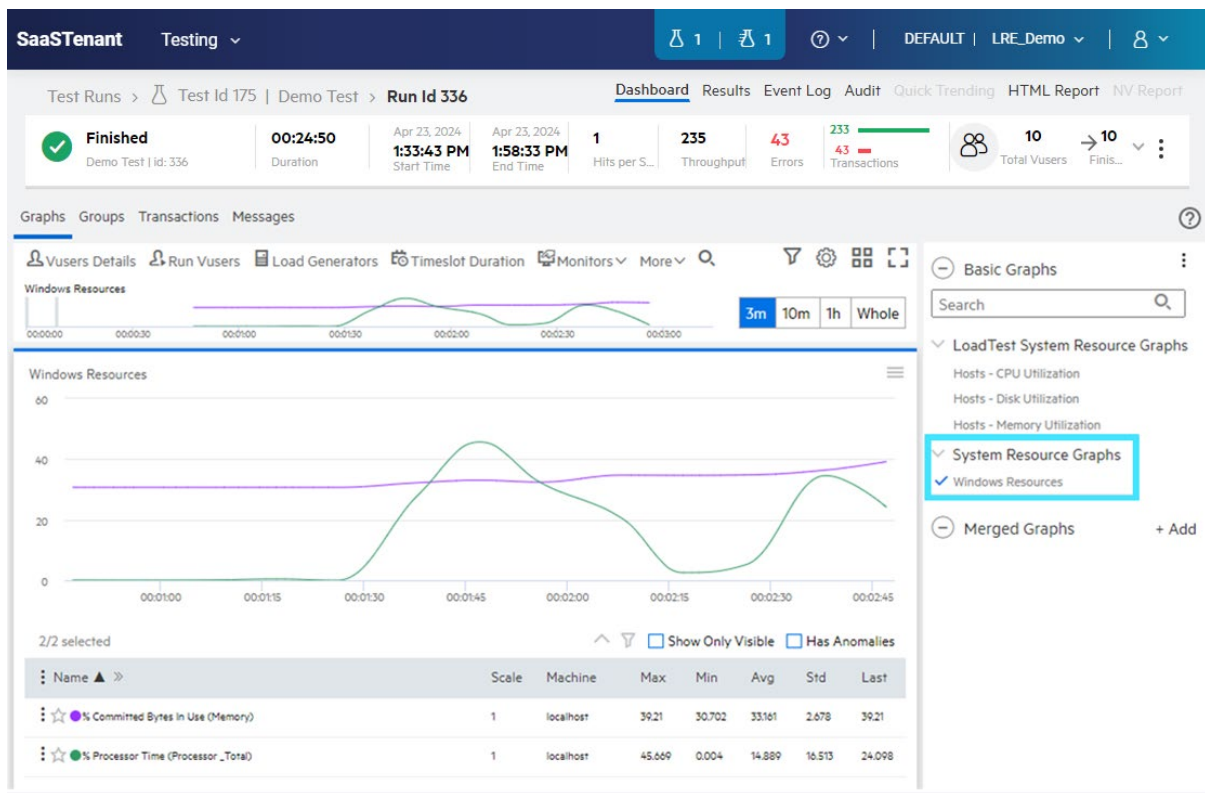 SaaSTenant Testing 1 | 1 DEFAULT | LRE_Demo |
Test Runs > Test Id 175 | Demo Test > Run Id 336 Dashboard Results Event Log Audit Quick Trending HTML Report NV Report
Finished 00:24:50 Apr 23, 2024 Apr 23, 2024 1 235 43 233 10 10
1:33:43 PM 1:58:33 PM 43
Demo Test | id: 336 Duration Start Time End Time Hits per S... Throughput Errors Transactions Total Vusers Finis...
Graphs Groups Transactions Messages
Vusers Details Run Vusers Load Generators Timeslot Duration Monitors More
Windows Resources
3m 10m 1h Whole
00:00:00 00:00:30 00:01:00 00:01:30 00:02:00 00:02:30 00:03:00
Windows Resources
60
40
20
0
00:01:00 00:01:15 00:01:30 00:01:45 00:02:00 00:02:15 00:02:30 00:02:45
2/2 selected Show Only Visible Has Anomalies
Name Scale Machine Max Min Avg Std Last
% Committed Bytes In Use (Memory) 1 localhost 39.21 30.702 33.161 2.678 39.21
% Processor Time (Processor _Total) 1 localhost 45.669 0.004 14.889 16.513 24.098
Basic Graphs
Search
LoadTest System Resource Graphs
Hosts - CPU Utilization
Hosts - Disk Utilization
Hosts - Memory Utilization
System Resource Graphs
Windows Resources
Merged Graphs + Add